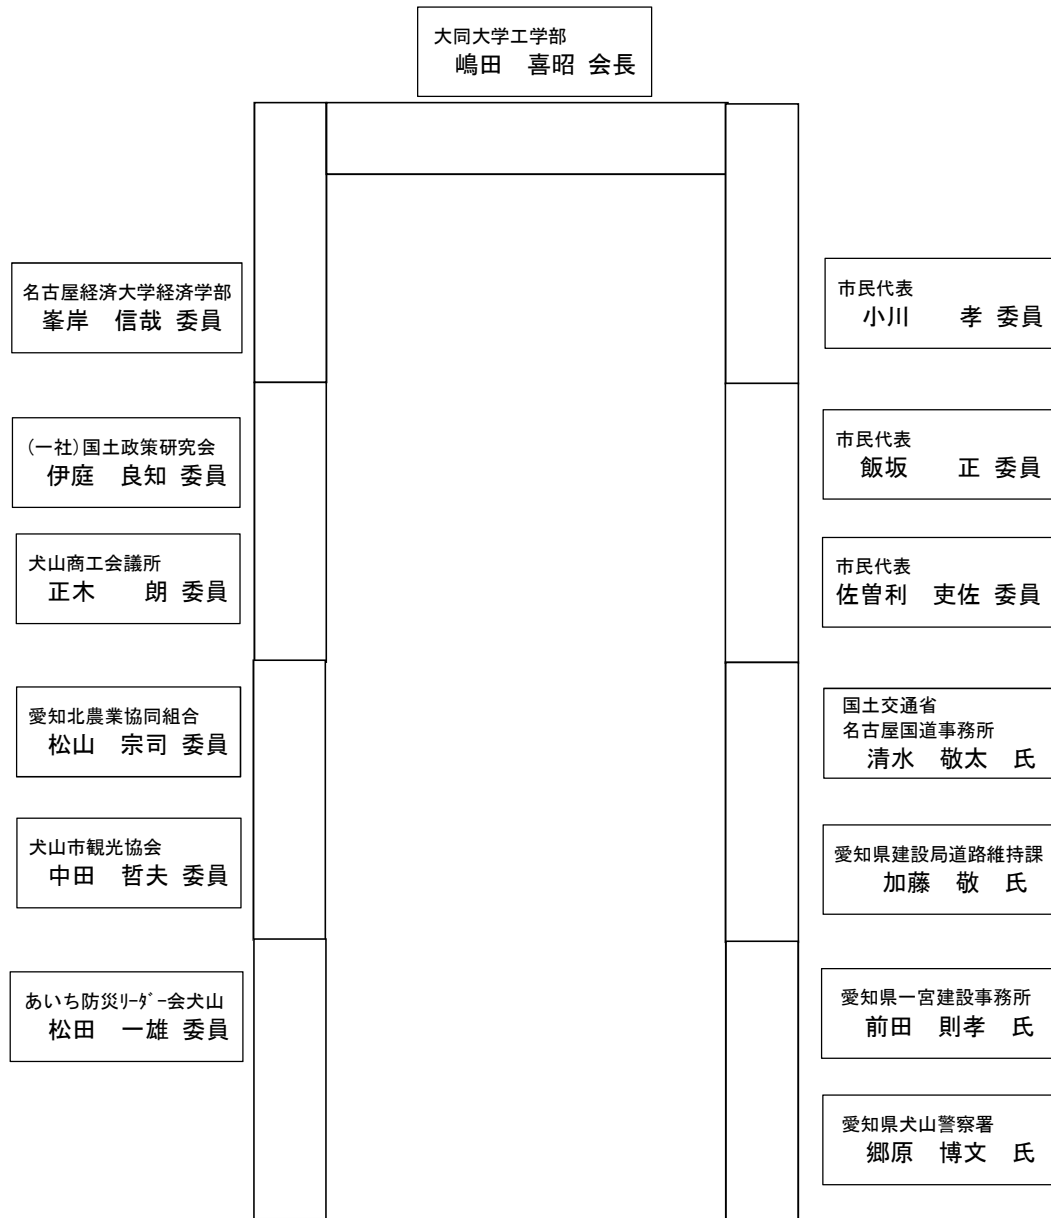 大同大学工学部
嶋田　喜昭 会長
名古屋経済大学経済学部
峯岸　信哉 委員
(一社)国土政策研究会
伊庭　良知 委員
犬山商工会議所
正木　　朗 委員
愛知北農業協同組合
松山　宗司 委員
犬山市観光協会
中田　哲夫 委員
あいち防災ﾘｰﾀﾞｰ会犬山
松田　一雄 委員
市民代表
小川　　孝 委員
市民代表
飯坂　　正 委員
市民代表
佐曽利　吏佐 委員
国土交通省
名古屋国道事務所
清水　敬太　氏
愛知県建設局道路維持課
加藤　敬　氏
愛知県一宮建設事務所
前田　則孝　氏
愛知県犬山警察署
郷原　博文　氏